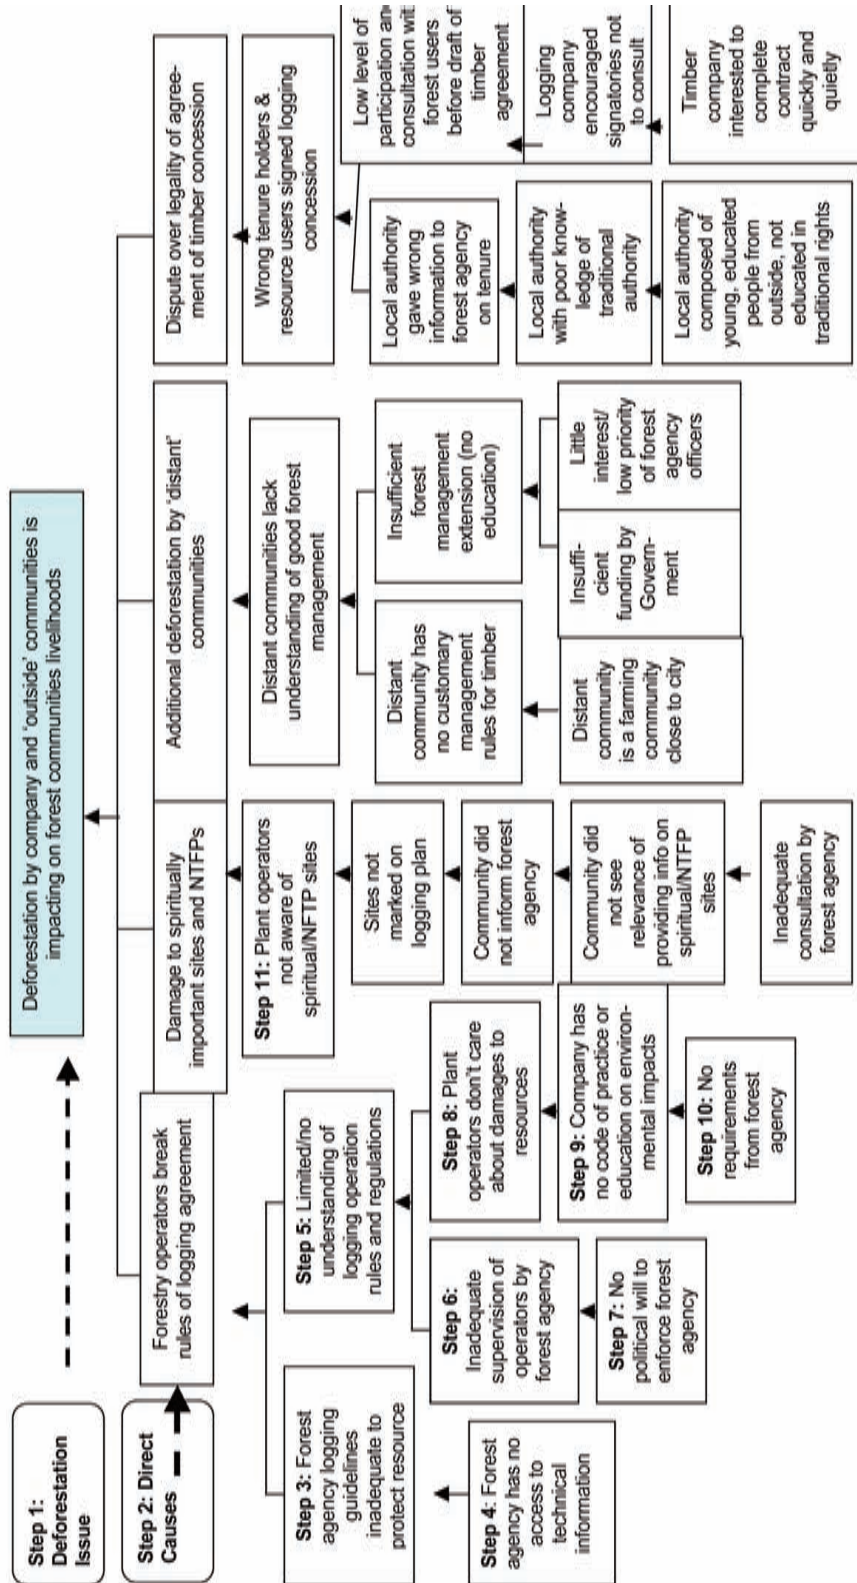 Step 1:
Deforestation
Issue
Deforestation by company and ‘outside’ communities is
impacting on forest communities livelihoods
Step 2: Direct
Causes
Forestry operators break
rules of logging agreement
Damage to spiritually
important sites and NTFPs
Additional deforestation by ‘distant’
communities
Dispute over legality of agree-
ment of timber concession
Step 3: Forest
agency logging
guidelines
inadequate to
protect resource
Step 5: Limited/no
understanding of
logging operation
rules and regulations
Step 11: Plant operators
not aware of
spiritual/NFTP sites
Distant communities lack
understanding of good forest
management
Wrong tenure holders &
resource users signed logging
concession
Step 4: Forest
agency has no
access to
technical
information
Step 6:
Inadequate
supervision of
operators by
forest agency
Step 8: Plant
operators don’t care
about damages to
resources
Sites not
marked on
logging plan
Distant
community has
no customary
management
rules for timber
Insufficient
forest
management
extension (no
education)
Local authority
gave wrong
information to
forest agency
on tenure
Low level of
participation an
consultation wit
forest users
before draft of
timber
agreement
Step 7: No
political will to
enforce forest
agency
Step 9: Company has
no code of practice or
education on environ-
mental impacts
Community did
not inform forest
agency
Distant
community
is a farming
community
close to city
Insuffi-
cient
funding by
Govern-
ment
Little
interest/
low priority
of forest
agency
officers
Local authority
with poor know-
ledge of
traditional
authority
Logging
company
encouraged
signatories not
to consult
Step 10: No
requirements
from forest
agency
Community did
not see
relevance of
providing info on
spiritual/NTFP
sites
Inadequate
consultation by
forest agency
Local authority
composed of
young, educated
people from
outside, not
educated in
traditional rights
Timber
company
interested to
complete
contract
quickly and
quietly